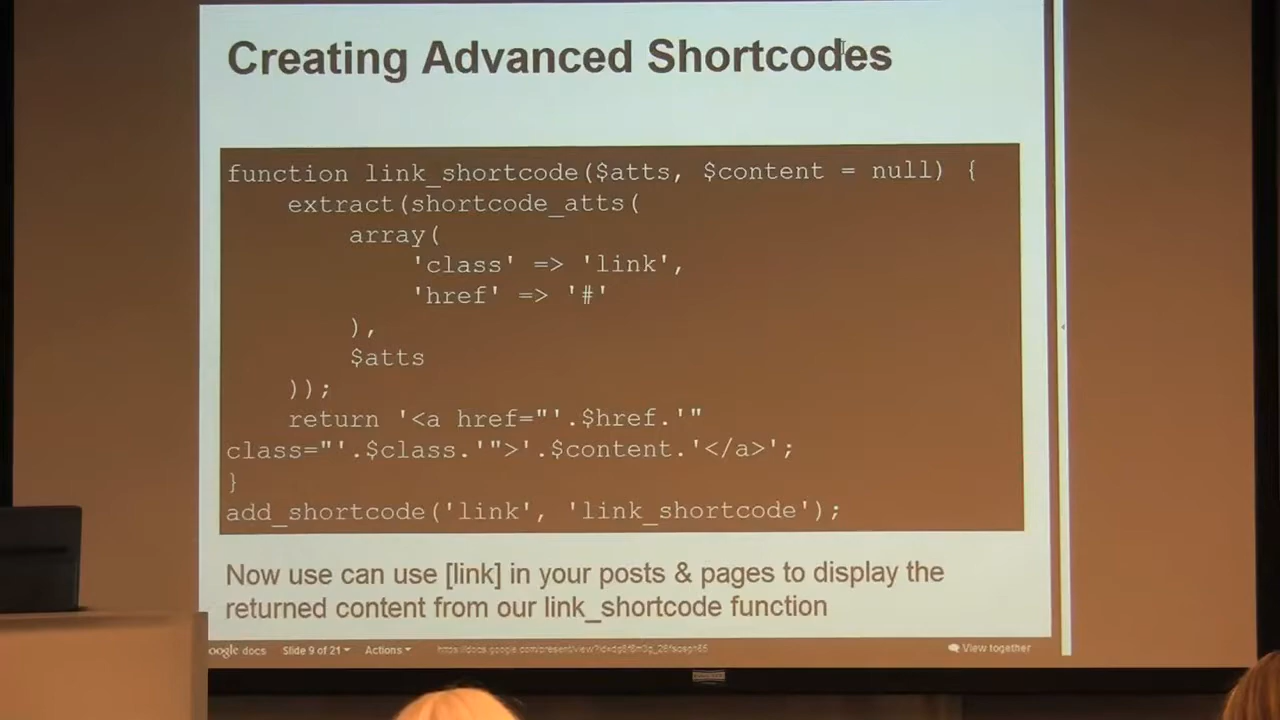 Creating Advanced Shortcodes
function link_shortcode($atts, $content = null) {
    extract(shortcode_atts(
        array(
            'class' => 'link',
            'href' => '#'
        ),
        $atts
    ));
    return '<a href="'.$href.'"
class="'.$class.'">'.$content.'</a>';
}
add_shortcode('link', 'link_shortcode');
Now use can use [link] in your posts & pages to display the
returned content from our link_shortcode function
oogle docs Slide 9 of 21 Actions View together